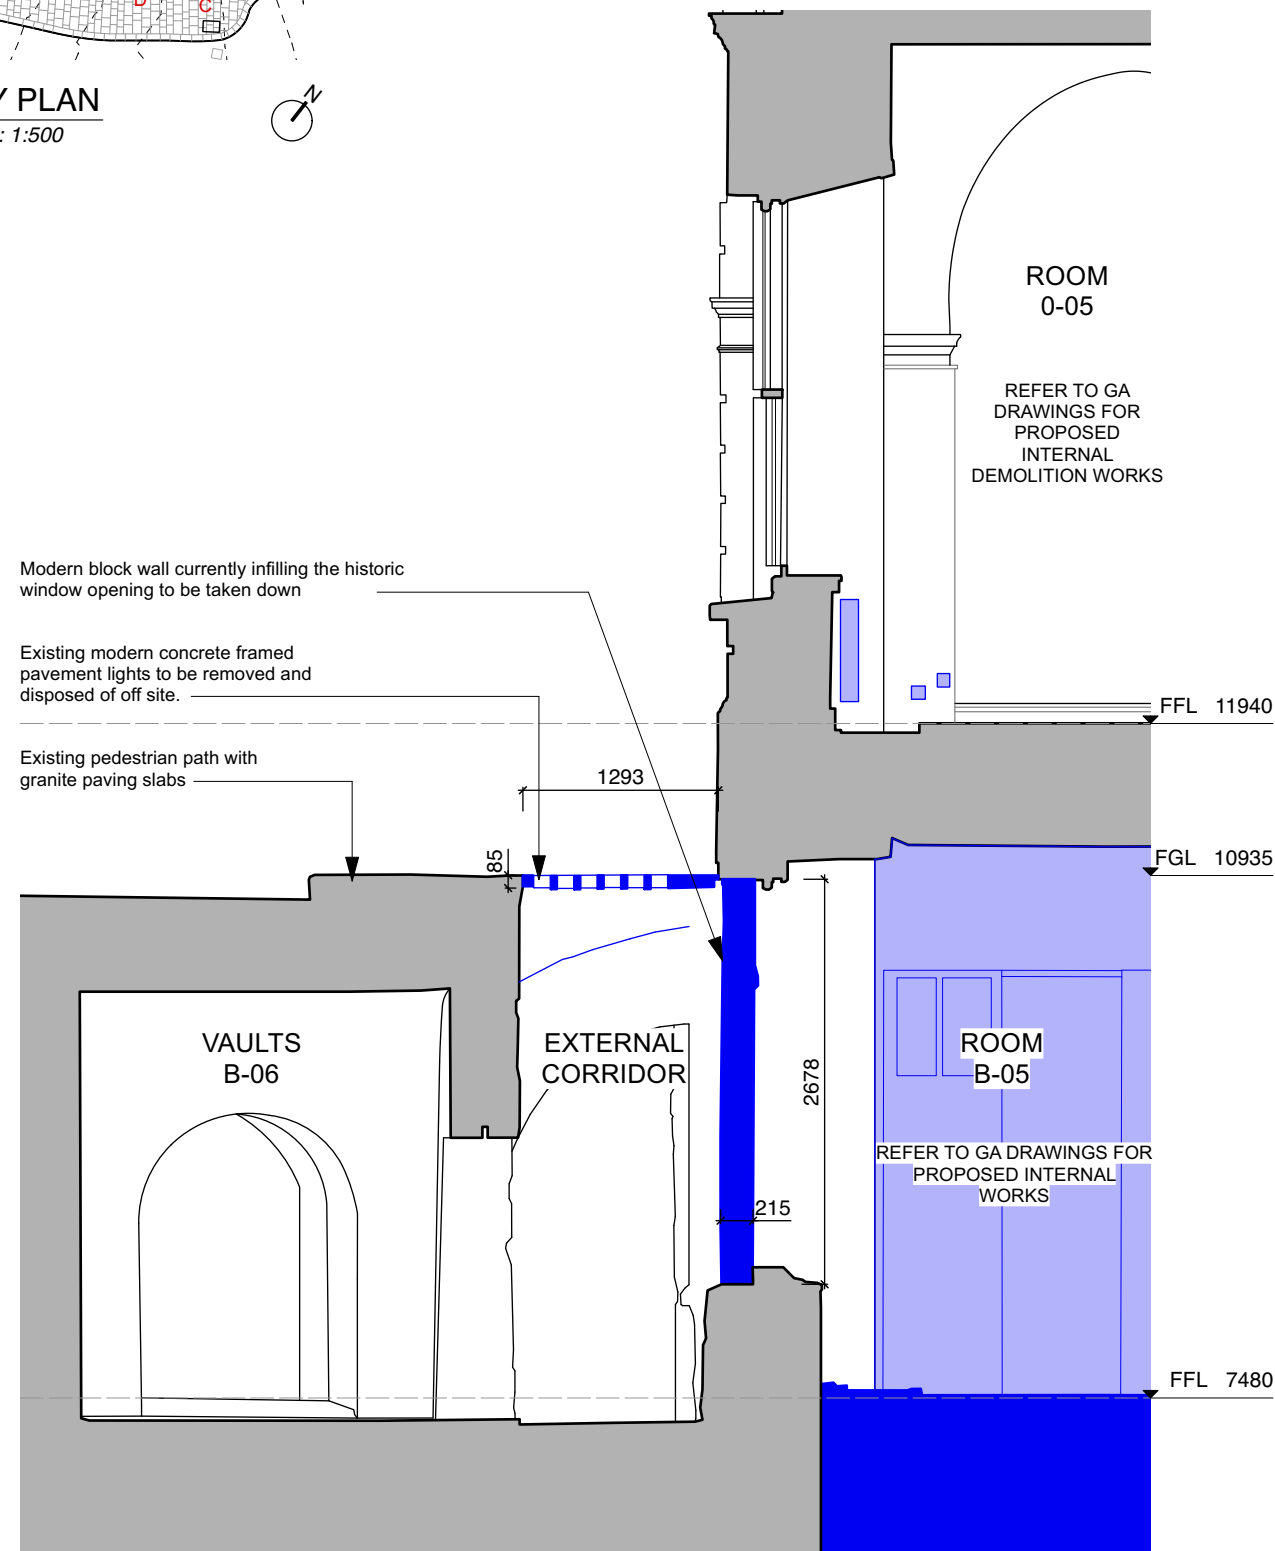 D
C
Y PLAN
: 1:500
N
ROOM
0-05
REFER TO GA
DRAWINGS FOR
PROPOSED
INTERNAL
DEMOLITION WORKS
Modern block wall currently infilling the historic
window opening to be taken down
Existing modern concrete framed
pavement lights to be removed and
disposed of off site.
FFL 11940
Existing pedestrian path with
granite paving slabs
1293
85
FGL 10935
VAULTS
B-06
EXTERNAL
CORRIDOR
2678
ROOM
B-05
REFER TO GA DRAWINGS FOR
PROPOSED INTERNAL
WORKS
215
FFL 7480